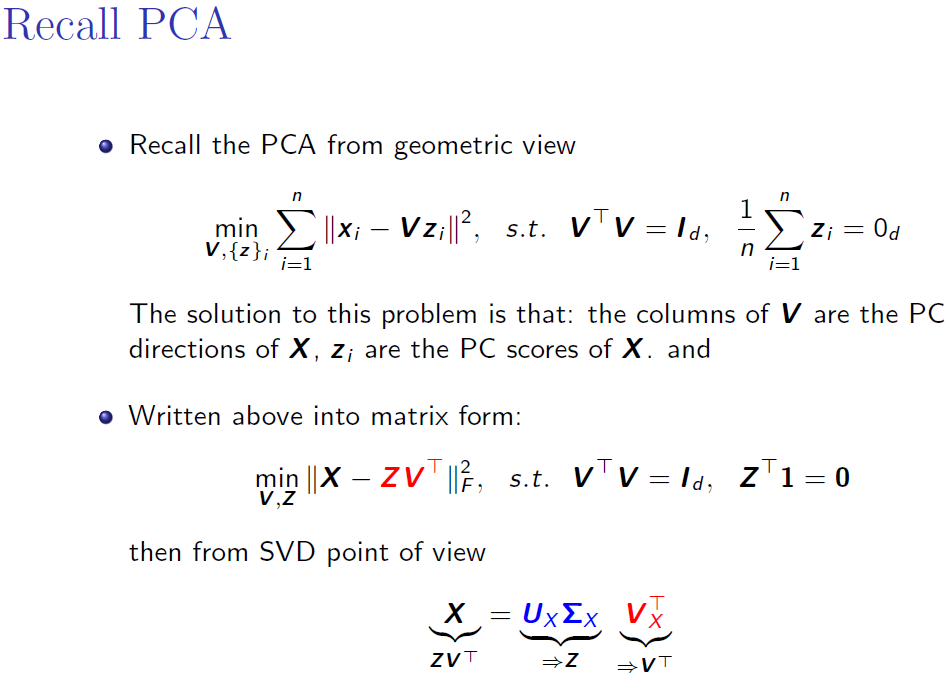 Recall PCA
Recall the PCA from geometric view
$\min_{\boldsymbol{V},\{\boldsymbol{z}\}_i} \sum_{i=1}^{n} \|\boldsymbol{x}_i - \boldsymbol{V}\boldsymbol{z}_i\|^2, \quad s.t. \quad \boldsymbol{V}^\top \boldsymbol{V} = \boldsymbol{I}_d, \quad \frac{1}{n} \sum_{i=1}^{n} \boldsymbol{z}_i = 0_d$
The solution to this problem is that: the columns of $\boldsymbol{V}$ are the PC
directions of $\boldsymbol{X}$, $\boldsymbol{z}_i$ are the PC scores of $\boldsymbol{X}$. and
Written above into matrix form:
$\min_{\boldsymbol{V},\boldsymbol{Z}} \|\boldsymbol{X} - \boldsymbol{Z}\boldsymbol{V}^\top\|_F^2, \quad s.t. \quad \boldsymbol{V}^\top \boldsymbol{V} = \boldsymbol{I}_d, \quad \boldsymbol{Z}^\top \mathbf{1} = \mathbf{0}$
then from SVD point of view
$\underbrace{\boldsymbol{X}}_{\boldsymbol{Z}\boldsymbol{V}^\top} = \underbrace{\boldsymbol{U}_X \boldsymbol{\Sigma}_X}_{\Rightarrow \boldsymbol{Z}} \underbrace{\boldsymbol{V}_X^\top}_{\Rightarrow \boldsymbol{V}^\top}$